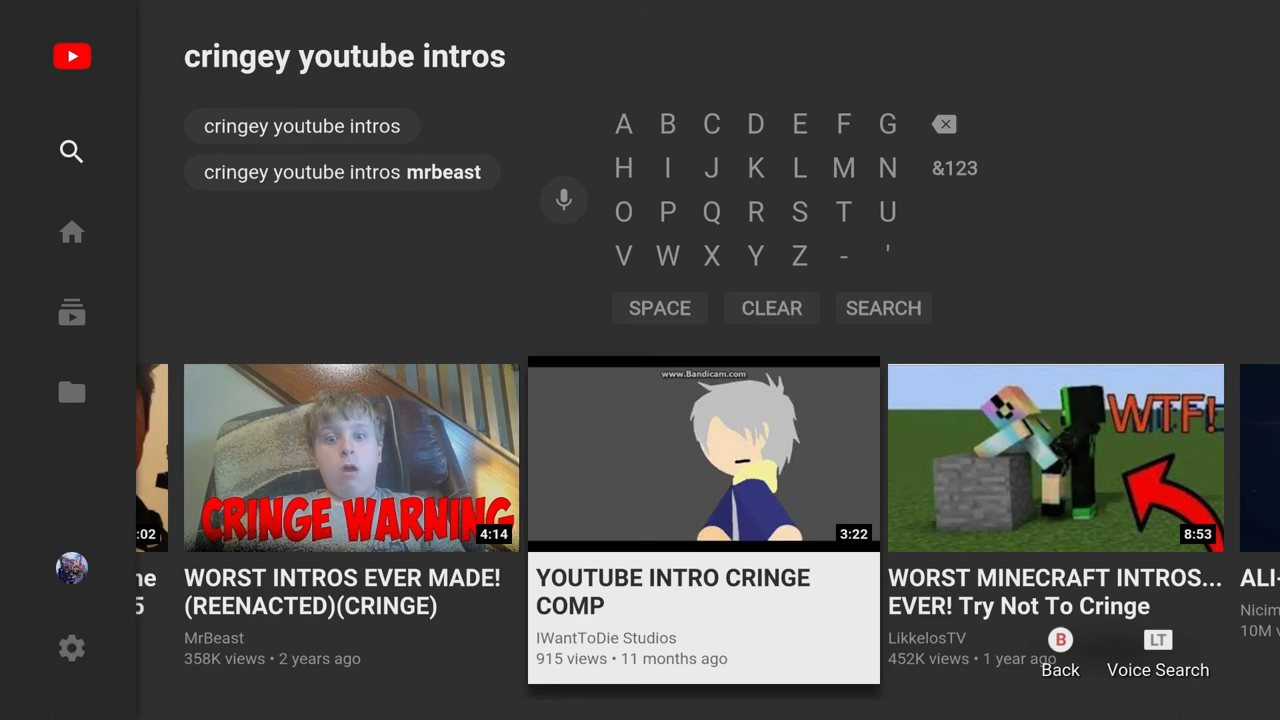 cringey youtube intros
cringey youtube intros
cringey youtube intros mrbeast
A B C D E F G
H I J K L M N &123
O P Q R S T U
V W X Y Z - '
SPACE CLEAR SEARCH
:02
ne
5
CRINGE WARNING
4:14
WORST INTROS EVER MADE!
(REENACTED)(CRINGE)
MrBeast
358K views • 2 years ago
www.Bandicam.com
3:22
YOUTUBE INTRO CRINGE
COMP
IWantToDie Studios
915 views • 11 months ago
WTF!
8:53
WORST MINECRAFT INTROS...
EVER! Try Not To Cringe
LikkelosTV
452K views • 1 year ago
ALI-
Nicim
10M v
B
Back
LT
Voice Search